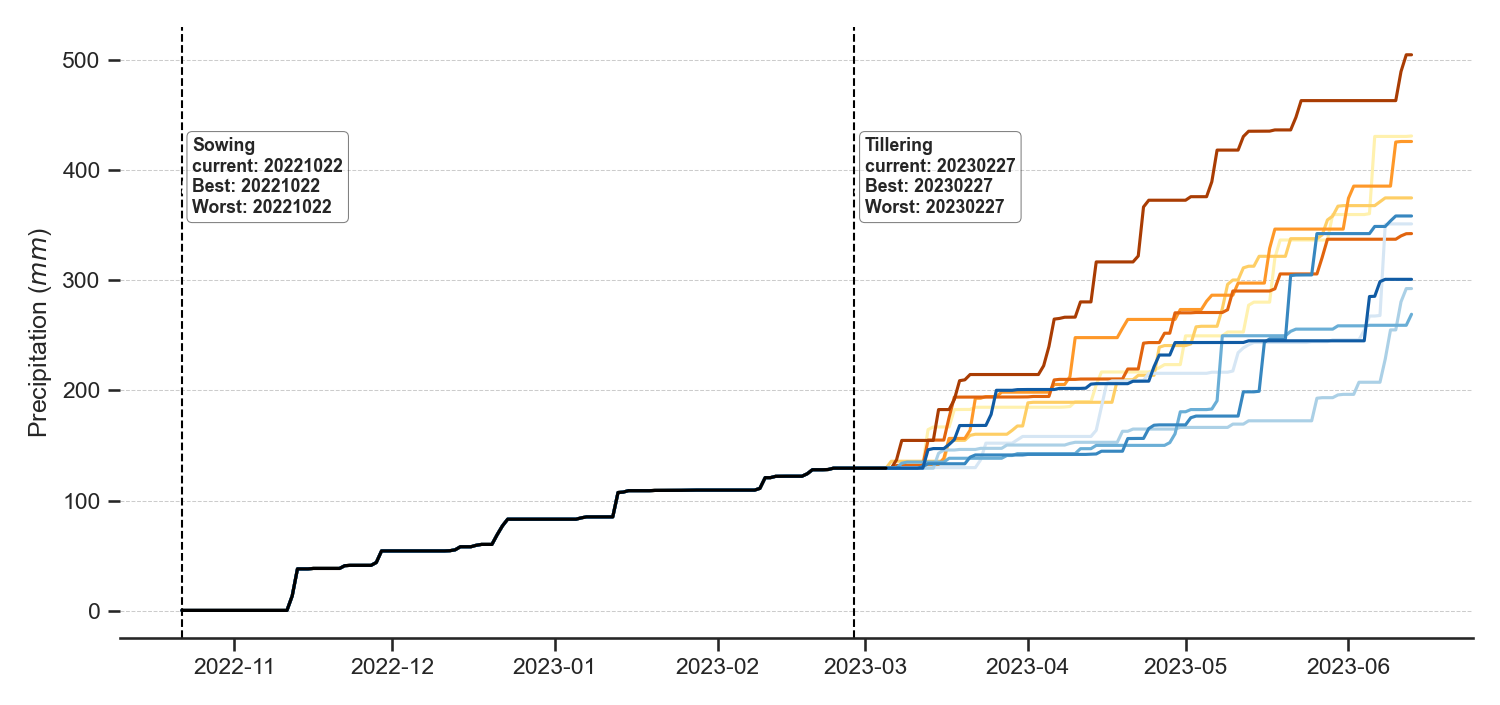 500
400
300
200
100
0
Precipitation (mm)
Sowing
current: 20221022
Best: 20221022
Worst: 20221022
Tillering
current: 20230227
Best: 20230227
Worst: 20230227
2022-11
2022-12
2023-01
2023-02
2023-03
2023-04
2023-05
2023-06